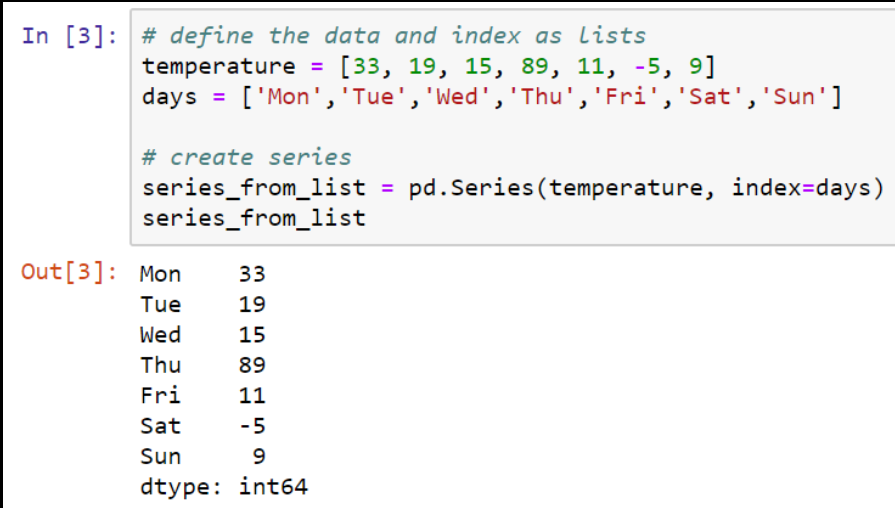 In [3]: # define the data and index as lists
temperature = [33, 19, 15, 89, 11, -5, 9]
days = ['Mon','Tue','Wed','Thu','Fri','Sat','Sun']
# create series
series_from_list = pd.Series(temperature, index=days)
series_from_list
Out[3]: Mon    33
Tue    19
Wed    15
Thu    89
Fri    11
Sat    -5
Sun     9
dtype: int64